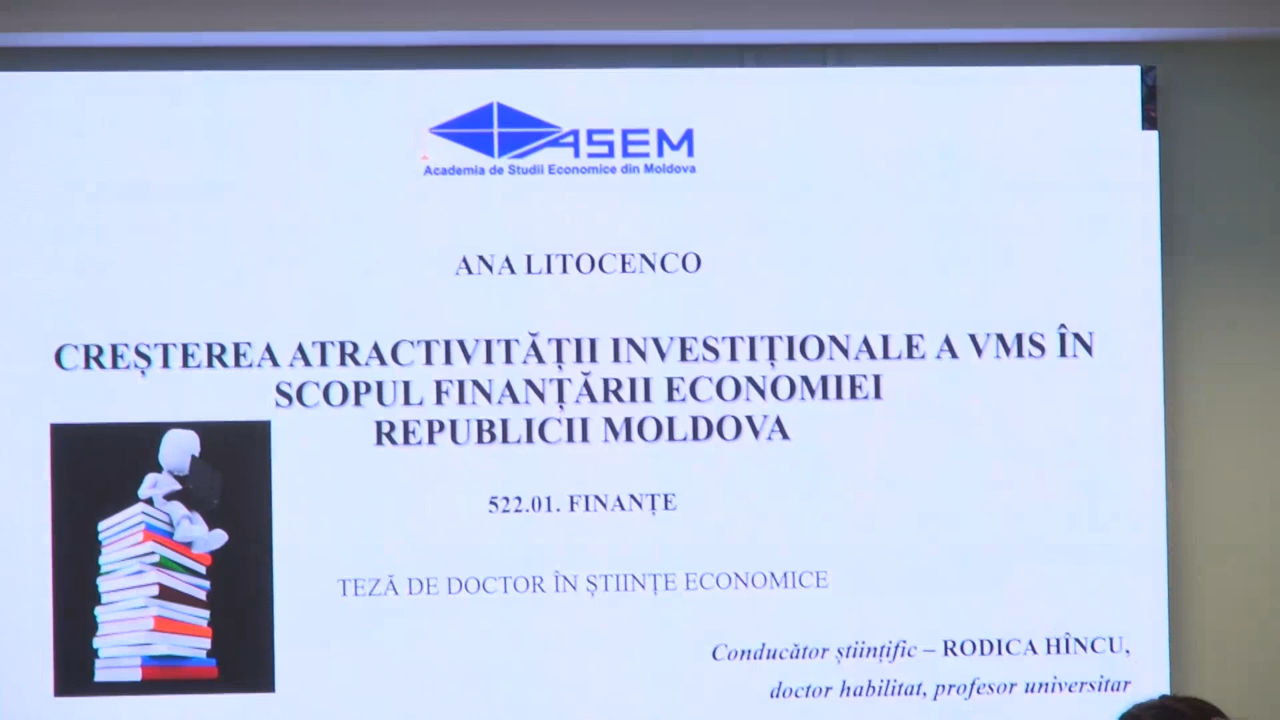 ASEM
Academia de Studii Economice din Moldova
ANA LITOCENCO
CREȘTEREA ATRACTIVITĂȚII INVESTIȚIONALE A VMS ÎN
SCOPUL FINANȚĂRII ECONOMIEI
REPUBLICII MOLDOVA
522.01. FINANȚE
TEZĂ DE DOCTOR ÎN ȘTIINȚE ECONOMICE
Conducător științific – RODICA HÎNCU,
doctor habilitat, profesor universitar